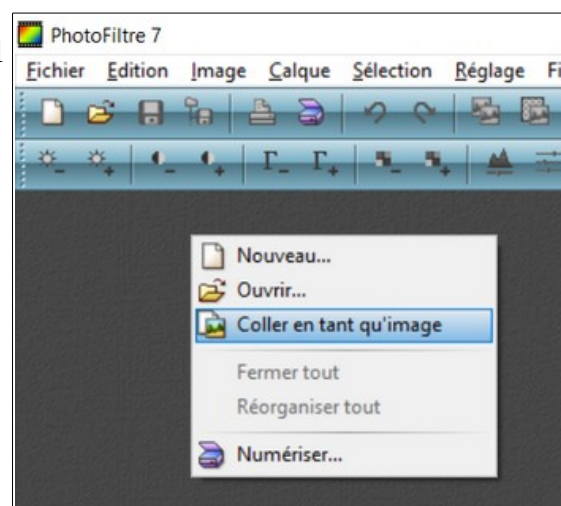 PhotoFiltre 7
Fichier Edition Image Calque Sélection Réglage Fi
Nouveau...
Ouvrir...
Coller en tant qu'image
Fermer tout
Réorganiser tout
Numériser...